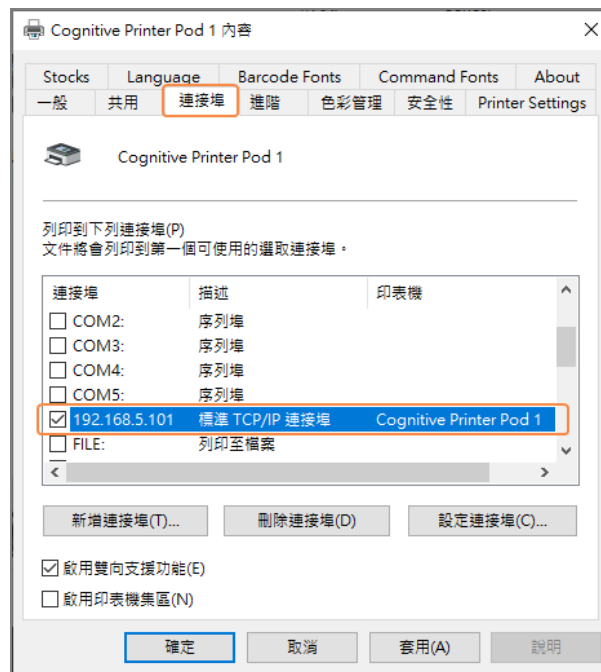 Cognitive Printer Pod 1 內容
Stocks Language Barcode Fonts Command Fonts About
一般 共用 連接埠 進階 色彩管理 安全性 Printer Settings
Cognitive Printer Pod 1
列印到下列連接埠(P)
文件將會列印到第一個可使用的選取連接埠。
連接埠 描述 印表機
COM2: 序列埠
COM3: 序列埠
COM4: 序列埠
COM5: 序列埠
192.168.5.101 標準 TCP/IP 連接埠 Cognitive Printer Pod 1
FILE: 列印至檔案
新增連接埠(T)... 刪除連接埠(D) 設定連接埠(C)...
啟用雙向支援功能(E)
啟用印表機集區(N)
確定 取消 套用(A) 說明